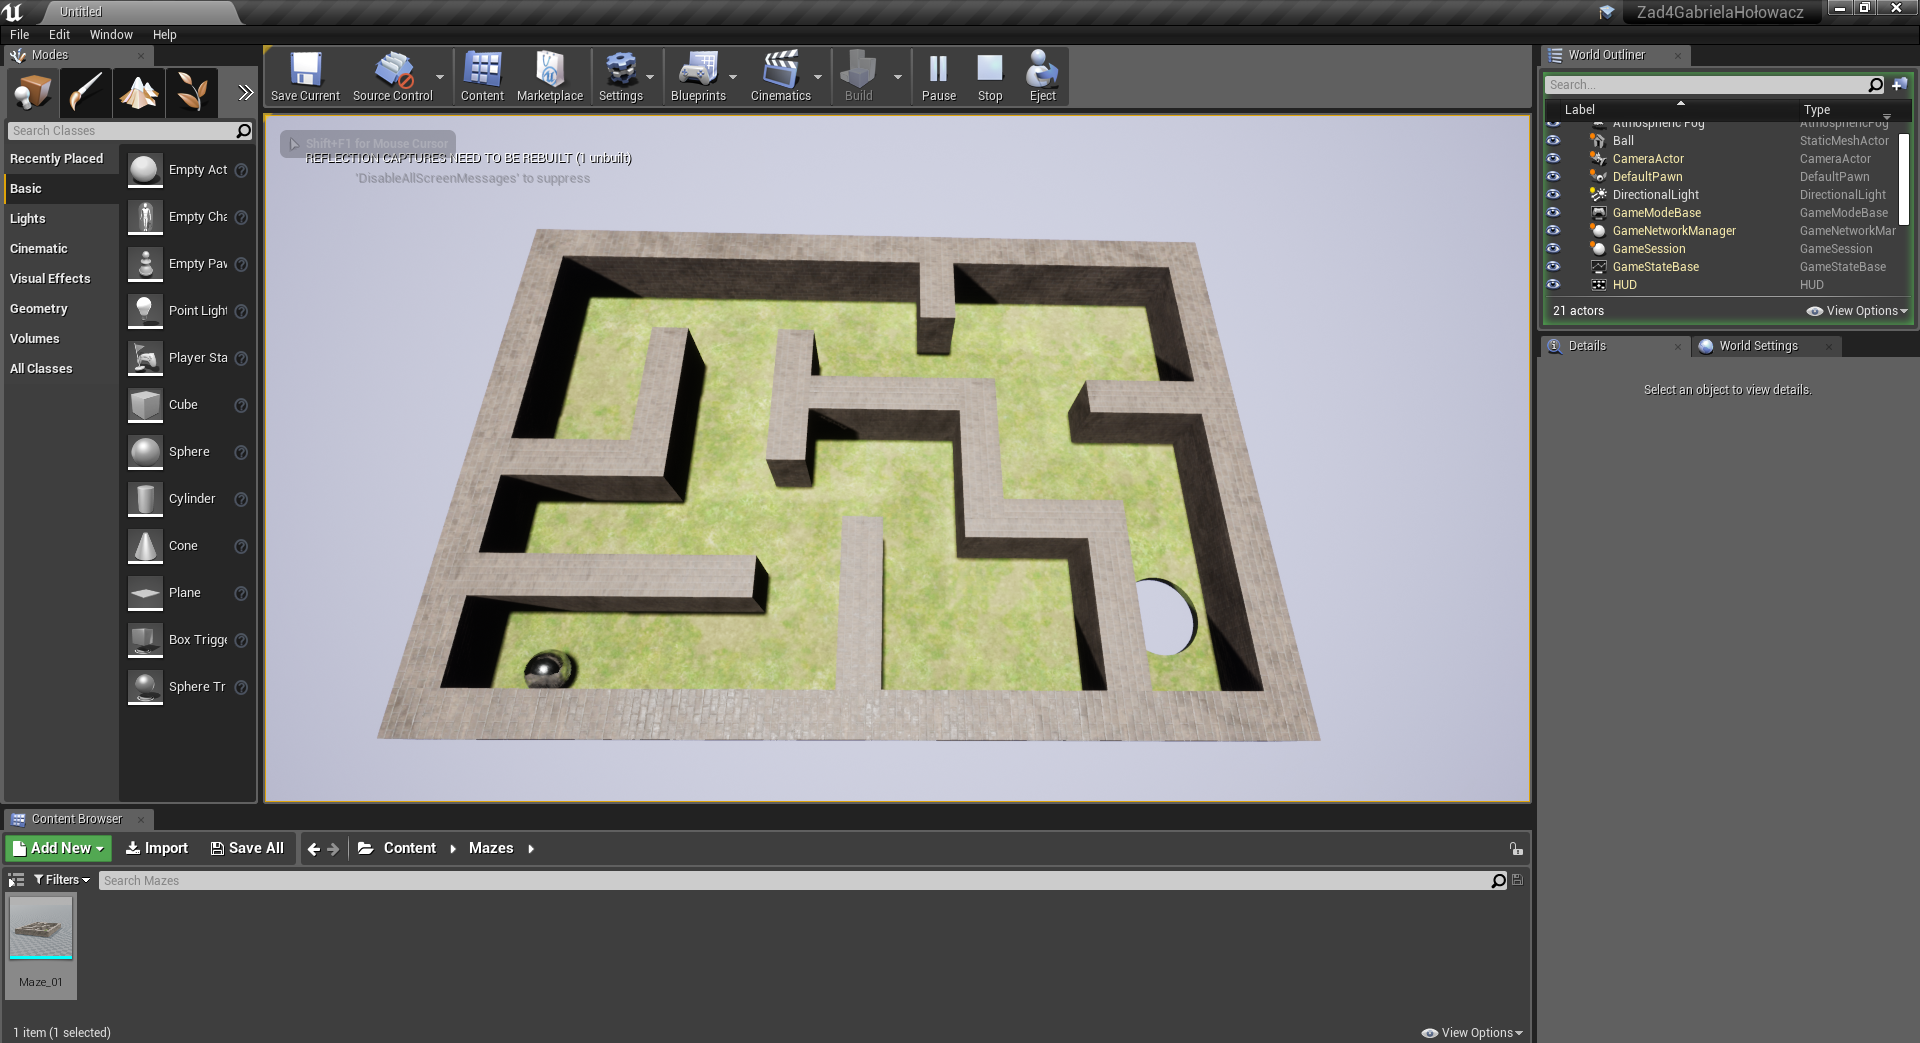 Untitled
Zad4GabrielaHołowacz
File Edit Window Help
Modes
Search Classes
Recently Placed
Basic
Lights
Cinematic
Visual Effects
Geometry
Volumes
All Classes
Empty Act
Empty Cha
Empty Pav
Point Light
Player Sta
Cube
Sphere
Cylinder
Cone
Plane
Box Trigge
Sphere Tr
Save Current Source Control Content Marketplace Settings Blueprints Cinematics Build Pause Stop Eject
Shift+F1 for Mouse Cursor
REFLECTION CAPTURES NEED TO BE REBUILT (1 unbuilt)
'DisableAllScreenMessages' to suppress
World Outliner
Search...
Label Type
Atmospheric Fog AtmosphericFog
Ball StaticMeshActor
CameraActor CameraActor
DefaultPawn DefaultPawn
DirectionalLight DirectionalLight
GameModeBase GameModeBase
GameNetworkManager GameNetworkMar
GameSession GameSession
GameStateBase GameStateBase
HUD HUD
21 actors View Options
Details World Settings
Select an object to view details.
Content Browser
Add New Import Save All Content Mazes
Filters Search Mazes
Maze_01
1 item (1 selected) View Options